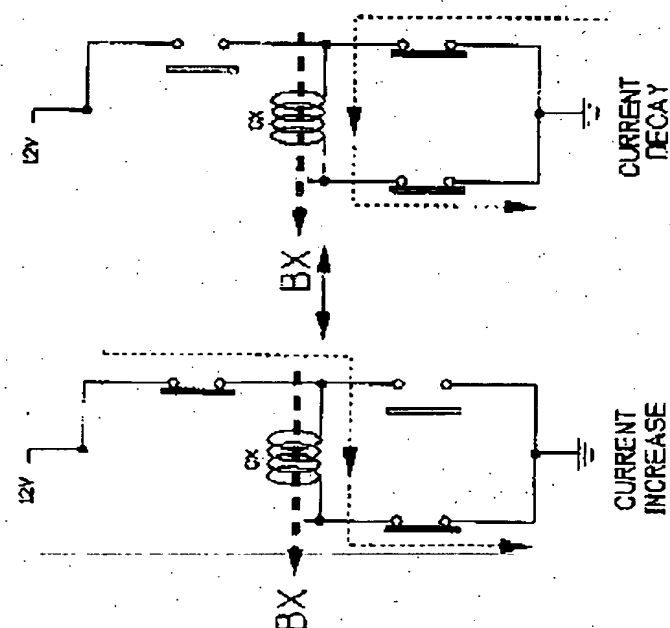 12V
CX
BX
CURRENT
DECAY
12V
CX
BX
CURRENT
INCREASE